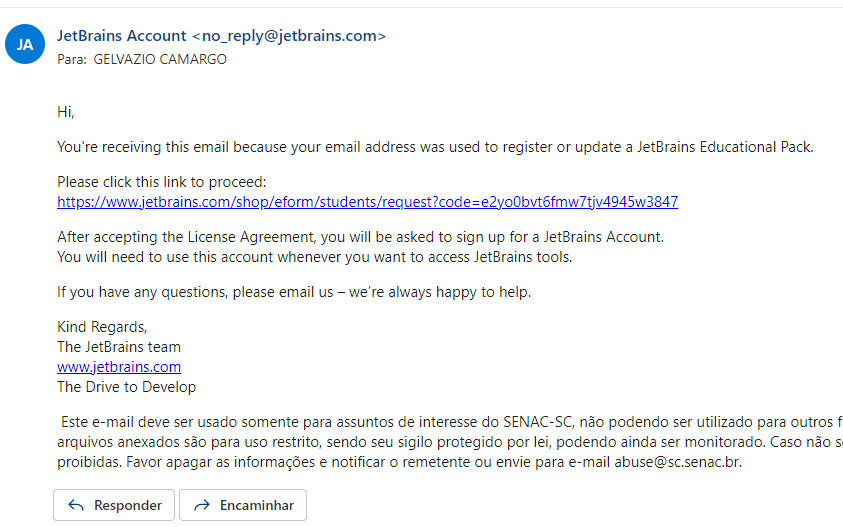 JA
JetBrains Account <no_reply@jetbrains.com>
Para: GELVAZIO CAMARGO
Hi,
You're receiving this email because your email address was used to register or update a JetBrains Educational Pack.
Please click this link to proceed:
https://www.jetbrains.com/shop/eform/students/request?code=e2yo0bvt6fmw7tjv4945w3847
After accepting the License Agreement, you will be asked to sign up for a JetBrains Account.
You will need to use this account whenever you want to access JetBrains tools.
If you have any questions, please email us – we’re always happy to help.
Kind Regards,
The JetBrains team
www.jetbrains.com
The Drive to Develop
Este e-mail deve ser usado somente para assuntos de interesse do SENAC-SC, não podendo ser utilizado para outros
arquivos anexados são para uso restrito, sendo seu sigilo protegido por lei, podendo ainda ser monitorado. Caso não
proibidas. Favor apagar as informações e notificar o remetente ou envie para e-mail abuse@sc.senac.br.
Responder
Encaminhar